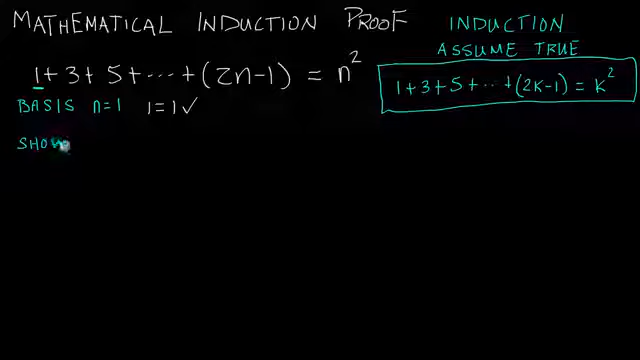 MATHEMATICAL INDUCTION PROOF
1 + 3 + 5 + ··· + (2n-1) = n²
BASIS n=1 1=1 ✓
SHOW
INDUCTION
ASSUME TRUE
1 + 3 + 5 + ··· + (2k-1) = k²